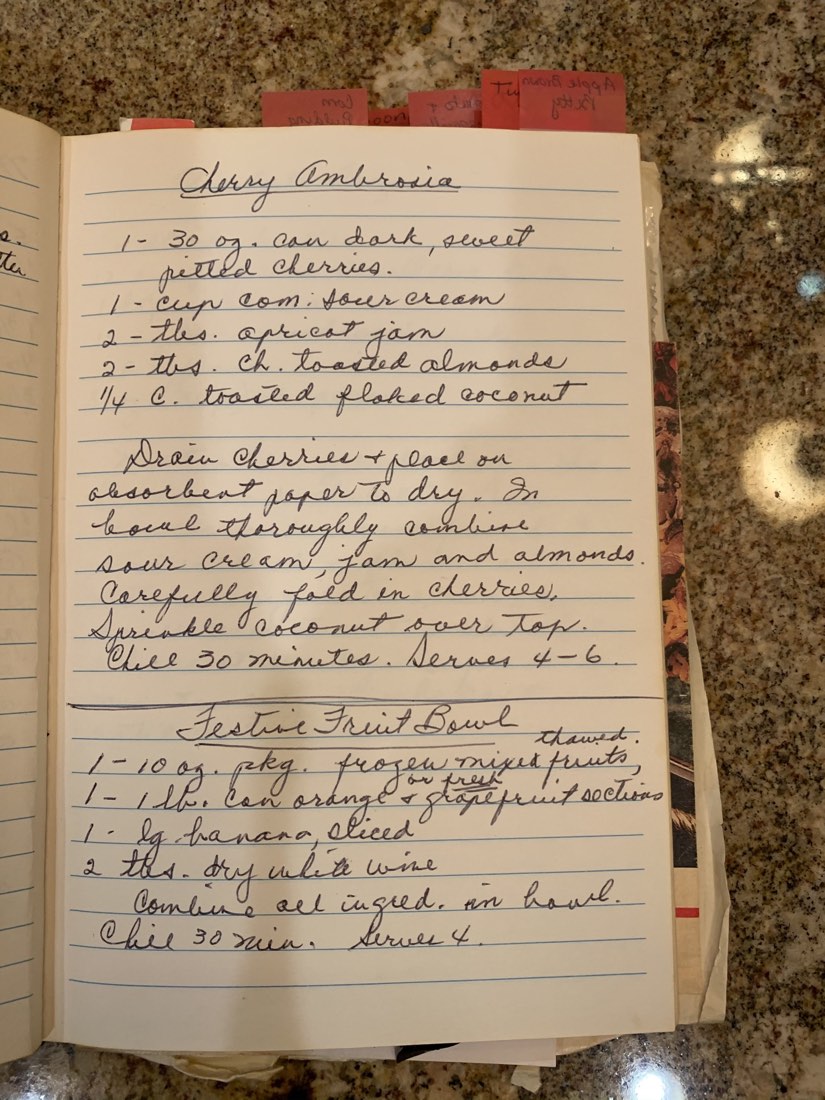 Apple Brown
Betty
s.
Cherry Ambrosia
1 - 30 oz. can dark, sweet
pitted cherries.
1 - cup com. sour cream
2 - tbs. apricot jam
2 - tbs. ch. toasted almonds
1/4 C. toasted flaked coconut
Drain cherries + place on
absorbent paper to dry. In
bowl thoroughly combine
sour cream, jam and almonds.
Carefully fold in cherries.
Sprinkle coconut over top.
Chill 30 minutes. Serves 4-6.
Festive Fruit Bowl
thawed.
1 - 10 oz. pkg. frozen mixed fruits,
or fresh
1 - 1 lb. can orange + grapefruit sections
1 - lg banana, sliced
2 tbs. dry white wine
Combine all ingred. in bowl.
Chill 30 min. Serves 4.